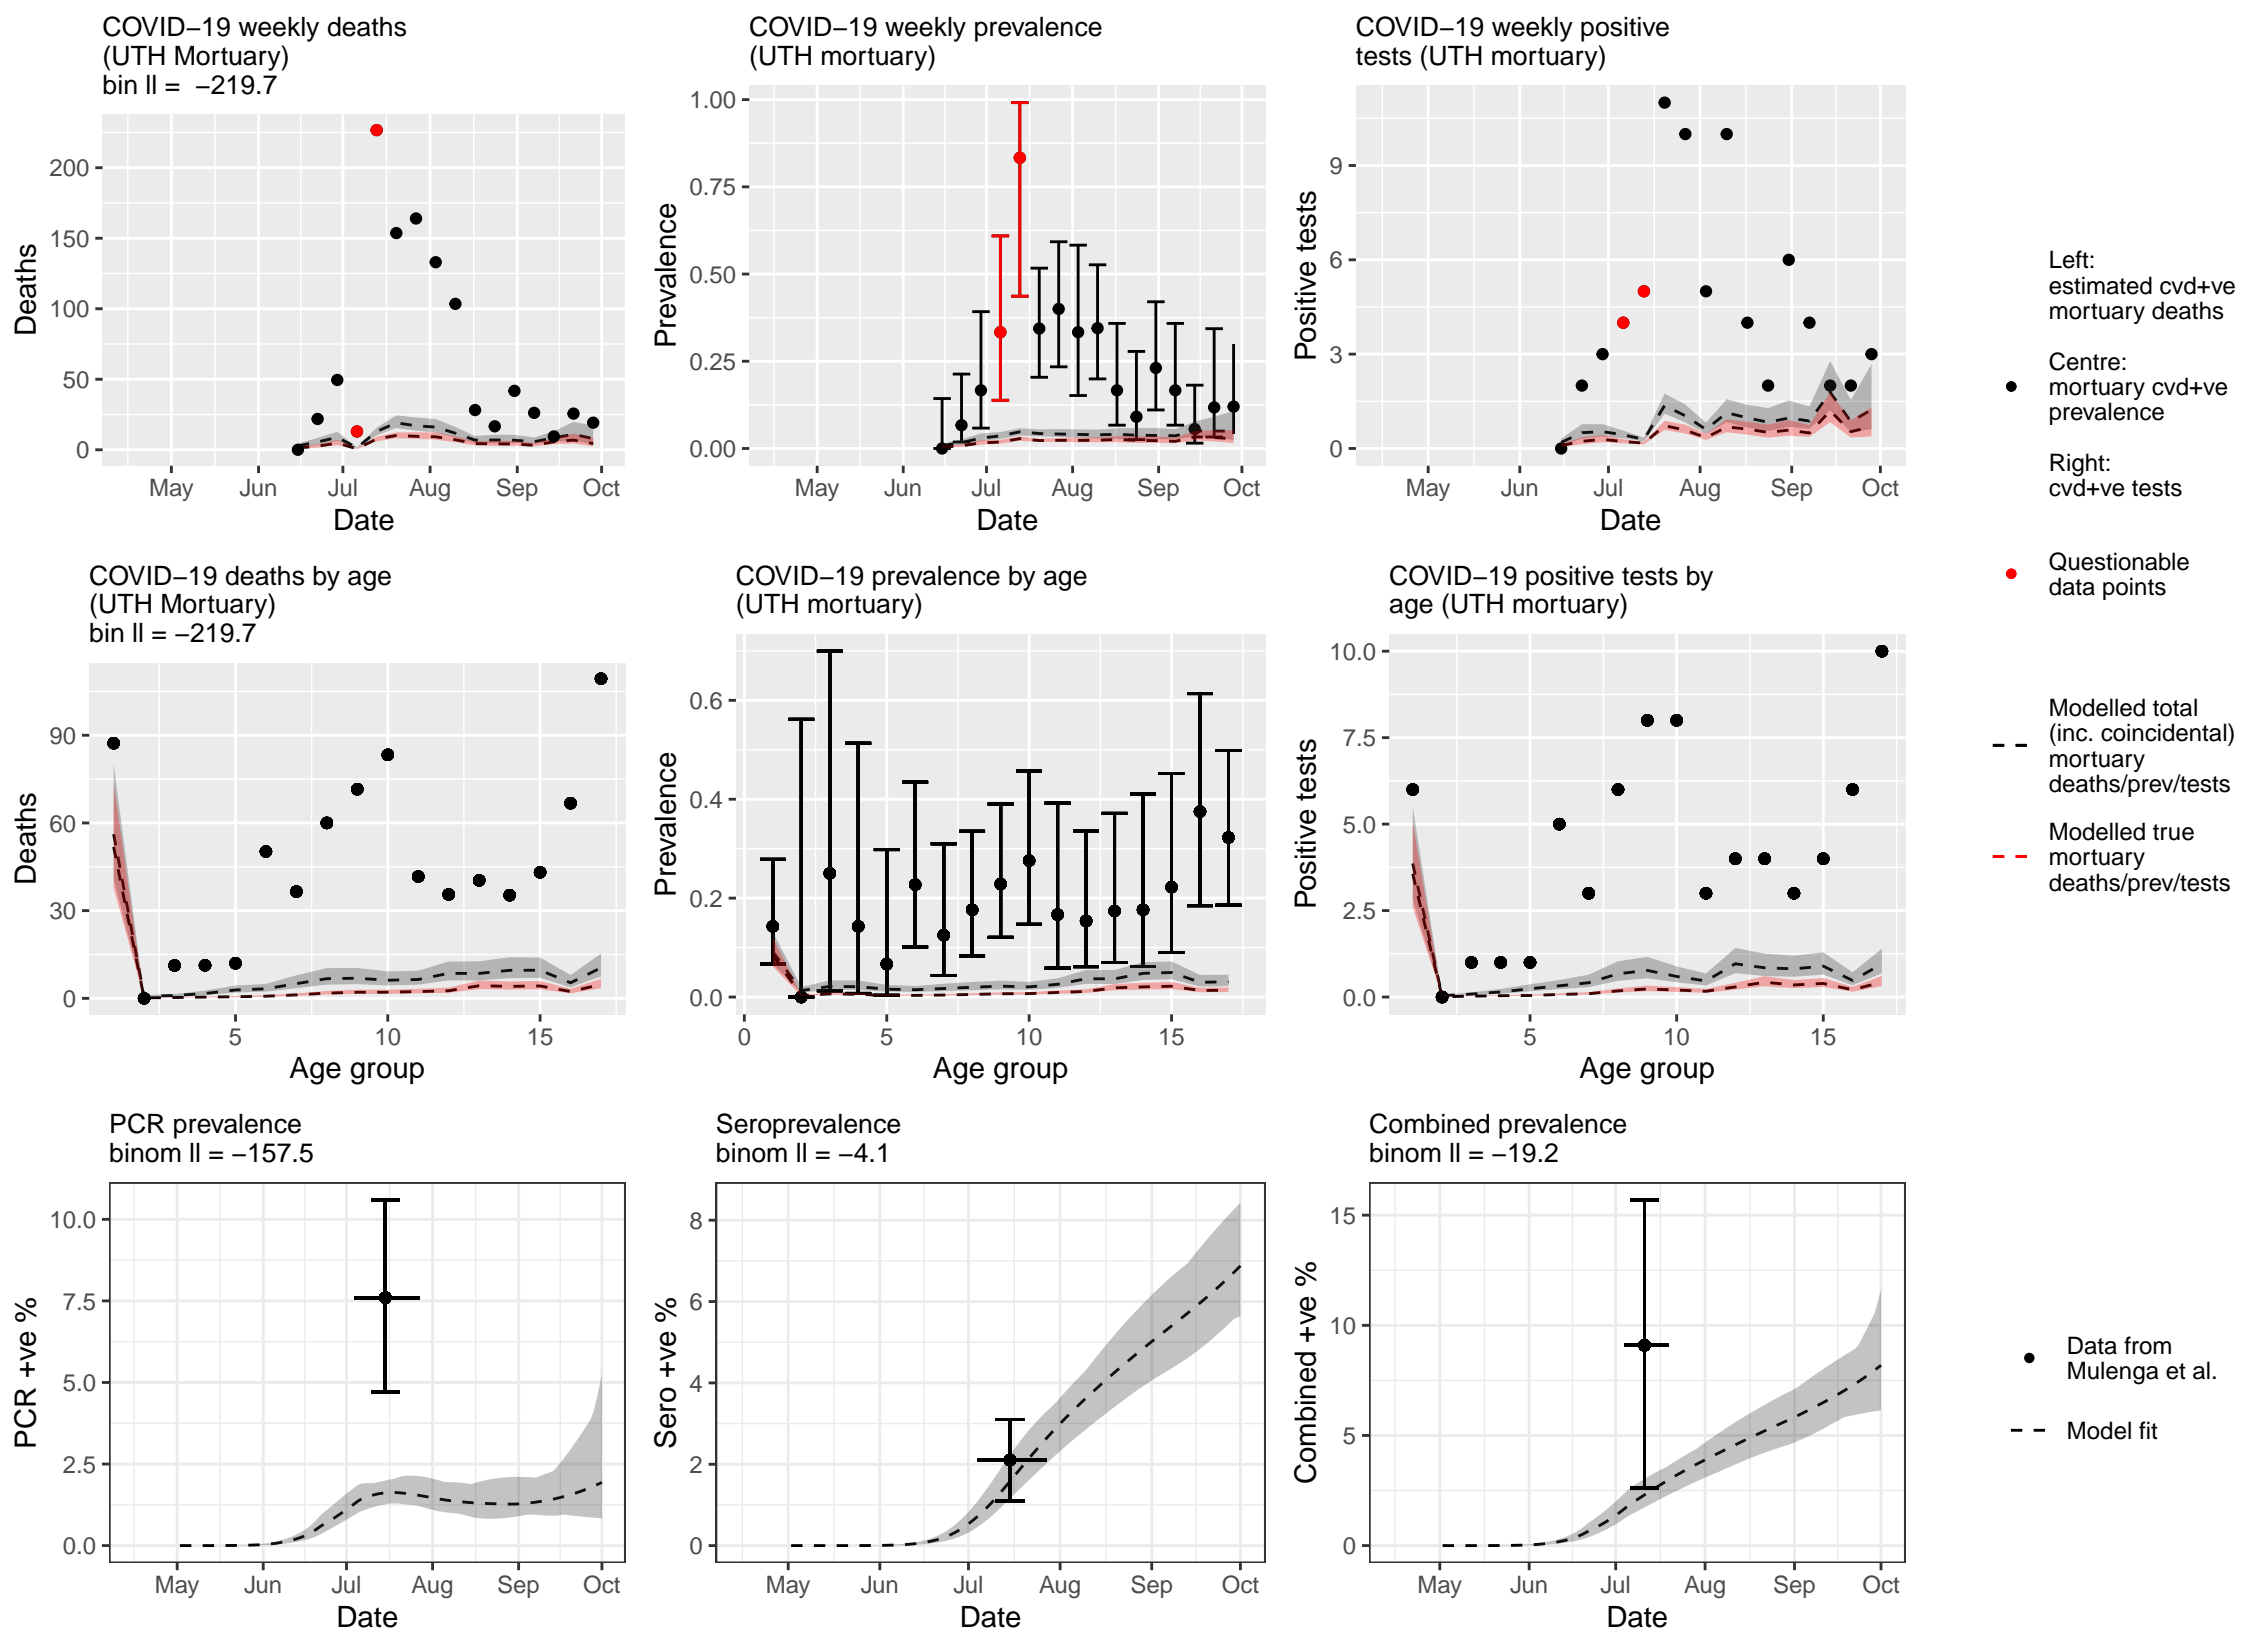 COVID−19 weekly deaths
(UTH Mortuary)
bin ll =  −219.7
200
150
100
50
0
Deaths
May Jun Jul Aug Sep Oct
Date
COVID−19 weekly prevalence
(UTH mortuary)
1.00
0.75
0.50
0.25
0.00
Prevalence
May Jun Jul Aug Sep Oct
Date
COVID−19 weekly positive
tests (UTH mortuary)
9
6
3
0
Positive tests
May Jun Jul Aug Sep Oct
Date
COVID−19 deaths by age
(UTH Mortuary)
bin ll = −219.7
90
60
30
0
Deaths
5 10 15
Age group
COVID−19 prevalence by age
(UTH mortuary)
0.6
0.4
0.2
0.0
Prevalence
0 5 10 15
Age group
COVID−19 positive tests by
age (UTH mortuary)
10.0
7.5
5.0
2.5
0.0
Positive tests
5 10 15
Age group
PCR prevalence
binom ll = −157.5
10.0
7.5
5.0
2.5
0.0
PCR +ve %
May Jun Jul Aug Sep Oct
Date
Seroprevalence
binom ll = −4.1
8
6
4
2
0
Sero +ve %
May Jun Jul Aug Sep Oct
Date
Combined prevalence
binom ll = −19.2
15
10
5
0
Combined +ve %
May Jun Jul Aug Sep Oct
Date
Left:
estimated cvd+ve
mortuary deaths
Centre:
mortuary cvd+ve
prevalence
Right:
cvd+ve tests
Questionable
data points
Modelled total
(inc. coincidental)
mortuary
deaths/prev/tests
Modelled true
mortuary
deaths/prev/tests
Data from
Mulenga et al.
Model fit